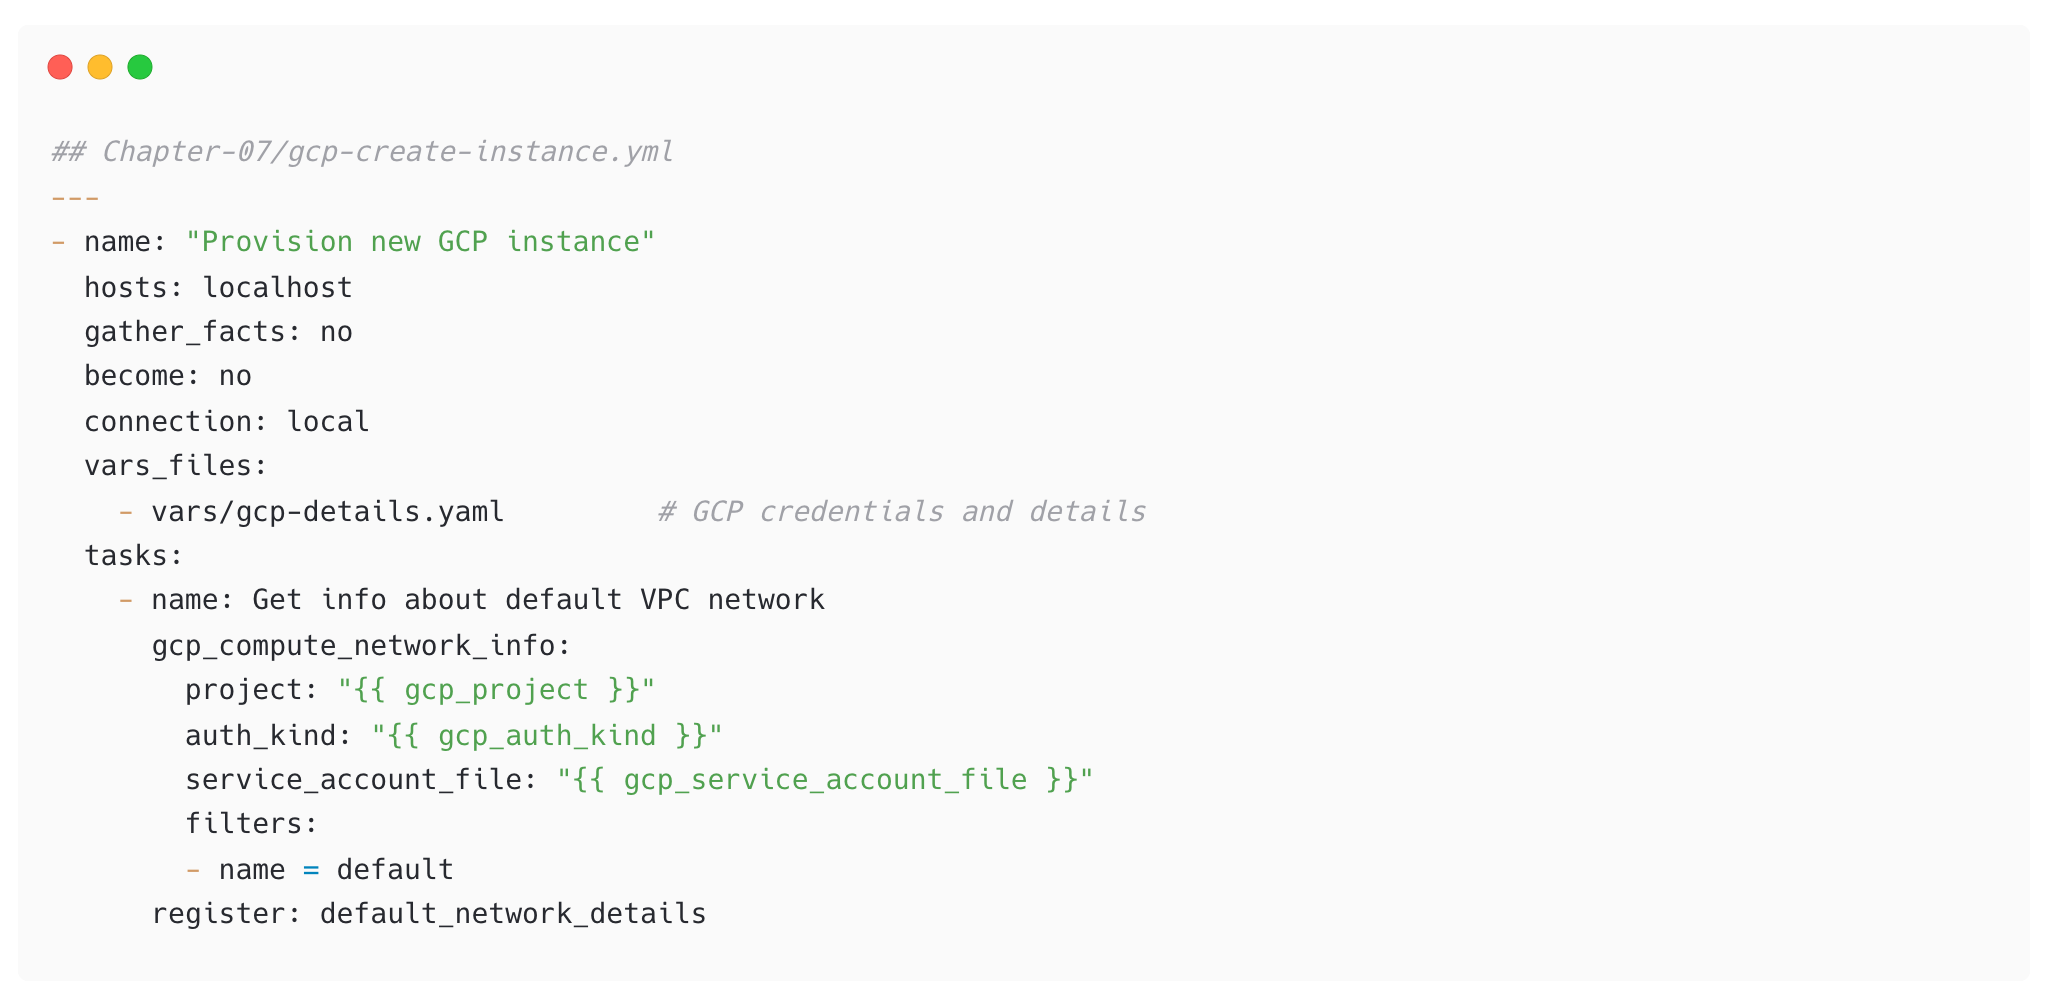 ## Chapter-07/gcp-create-instance.yml
---
- name: "Provision new GCP instance"
  hosts: localhost
  gather_facts: no
  become: no
  connection: local
  vars_files:
    - vars/gcp-details.yaml         # GCP credentials and details
  tasks:
    - name: Get info about default VPC network
      gcp_compute_network_info:
        project: "{{ gcp_project }}"
        auth_kind: "{{ gcp_auth_kind }}"
        service_account_file: "{{ gcp_service_account_file }}"
        filters:
        - name = default
      register: default_network_details